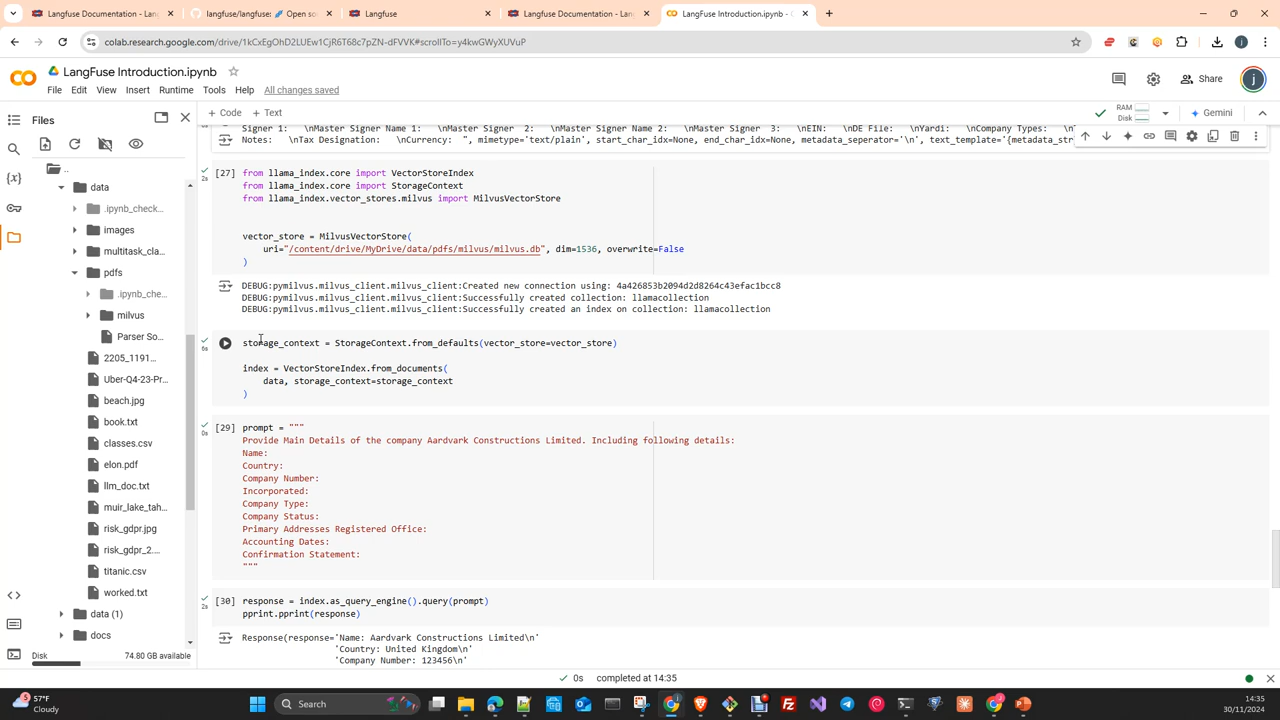 Langfuse Documentation - Lang
langfuse/langfuse: Open so
Langfuse
Langfuse Documentation - Lang
LangFuse Introduction.ipynb -
colab.research.google.com/drive/1kCxEgOhD2LUEw1CjR6T68c7pZN-dFVVK#scrollTo=y4kwGWyXUVuP
LangFuse Introduction.ipynb
Share
File Edit View Insert Runtime Tools Help All changes saved
Files
+ Code + Text
RAM
Disk
Gemini
Signer 1: \nMaster Signer Name 1: \nMaster Signer 2: \nMaster Signer Name 2: \nMaster Signer 3: \nEIN: \nDE File: \nYardi: \nCompany Types:
Notes: \nTax Designation: \nCurrency: ", mimetype='text/plain', start_char_idx=None, end_char_idx=None, metadata_seperator='\n', text_template='{metadata_str
..
data
.ipynb_check...
images
multitask_cla...
pdfs
.ipynb_che...
milvus
Parser So...
2205_1191...
Uber-Q4-23-Pr...
beach.jpg
book.txt
classes.csv
elon.pdf
llm_doc.txt
muir_lake_tah...
risk_gdpr.jpg
risk_gdpr_2....
titanic.csv
worked.txt
data (1)
docs
Disk 74.80 GB available
[27] from llama_index.core import VectorStoreIndex
2s
from llama_index.core import StorageContext
from llama_index.vector_stores.milvus import MilvusVectorStore
vector_store = MilvusVectorStore(
uri="/content/drive/MyDrive/data/pdfs/milvus/milvus.db", dim=1536, overwrite=False
)
DEBUG:pymilvus.milvus_client.milvus_client:Created new connection using: 4a426853b2094d2d8264c43efac1bcc8
DEBUG:pymilvus.milvus_client.milvus_client:Successfully created collection: llamacollection
DEBUG:pymilvus.milvus_client.milvus_client:Successfully created an index on collection: llamacollection
storage_context = StorageContext.from_defaults(vector_store=vector_store)
6s
index = VectorStoreIndex.from_documents(
data, storage_context=storage_context
)
[29] prompt = """
0s
Provide Main Details of the company Aardvark Constructions Limited. Including following details:
Name:
Country:
Company Number:
Incorporated:
Company Type:
Company Status:
Primary Addresses Registered Office:
Accounting Dates:
Confirmation Statement:
"""
[30] response = index.as_query_engine().query(prompt)
2s
pprint.pprint(response)
Response(response='Name: Aardvark Constructions Limited\n'
'Country: United Kingdom\n'
'Company Number: 123456\n'
0s completed at 14:35
57°F
Cloudy
Search
14:35
30/11/2024